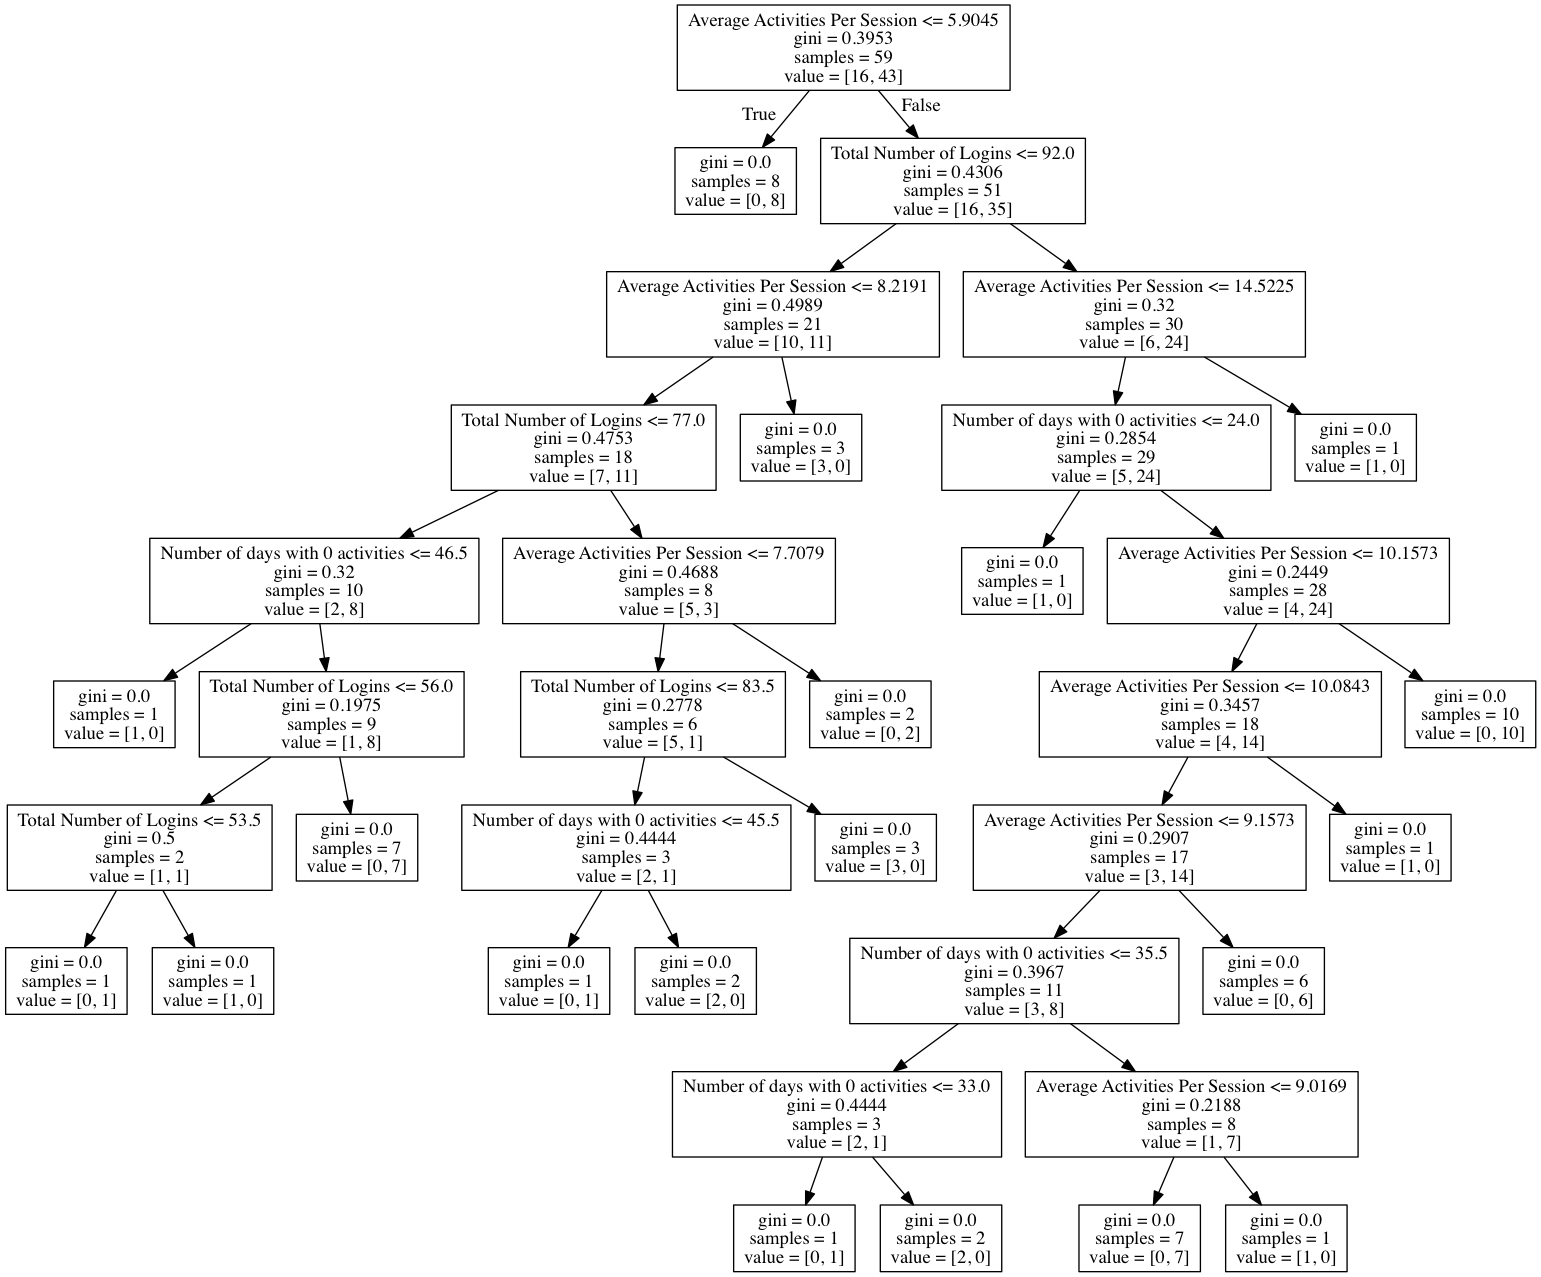 Average Activities Per Session <= 5.9045
gini = 0.3953
samples = 59
value = [16, 43]
True
False
gini = 0.0
samples = 8
value = [0, 8]
Total Number of Logins <= 92.0
gini = 0.4306
samples = 51
value = [16, 35]
Average Activities Per Session <= 8.2191
gini = 0.4989
samples = 21
value = [10, 11]
Average Activities Per Session <= 14.5225
gini = 0.32
samples = 30
value = [6, 24]
Total Number of Logins <= 77.0
gini = 0.4753
samples = 18
value = [7, 11]
gini = 0.0
samples = 3
value = [3, 0]
Number of days with 0 activities <= 24.0
gini = 0.2854
samples = 29
value = [5, 24]
gini = 0.0
samples = 1
value = [1, 0]
Number of days with 0 activities <= 46.5
gini = 0.32
samples = 10
value = [2, 8]
Average Activities Per Session <= 7.7079
gini = 0.4688
samples = 8
value = [5, 3]
gini = 0.0
samples = 1
value = [1, 0]
Average Activities Per Session <= 10.1573
gini = 0.2449
samples = 28
value = [4, 24]
gini = 0.0
samples = 1
value = [1, 0]
Total Number of Logins <= 56.0
gini = 0.1975
samples = 9
value = [1, 8]
Total Number of Logins <= 83.5
gini = 0.2778
samples = 6
value = [5, 1]
gini = 0.0
samples = 2
value = [0, 2]
Average Activities Per Session <= 10.0843
gini = 0.3457
samples = 18
value = [4, 14]
gini = 0.0
samples = 10
value = [0, 10]
Total Number of Logins <= 53.5
gini = 0.5
samples = 2
value = [1, 1]
gini = 0.0
samples = 7
value = [0, 7]
Number of days with 0 activities <= 45.5
gini = 0.4444
samples = 3
value = [2, 1]
gini = 0.0
samples = 3
value = [3, 0]
Average Activities Per Session <= 9.1573
gini = 0.2907
samples = 17
value = [3, 14]
gini = 0.0
samples = 1
value = [1, 0]
gini = 0.0
samples = 1
value = [0, 1]
gini = 0.0
samples = 1
value = [1, 0]
gini = 0.0
samples = 1
value = [0, 1]
gini = 0.0
samples = 2
value = [2, 0]
Number of days with 0 activities <= 35.5
gini = 0.3967
samples = 11
value = [3, 8]
gini = 0.0
samples = 6
value = [0, 6]
Number of days with 0 activities <= 33.0
gini = 0.4444
samples = 3
value = [2, 1]
Average Activities Per Session <= 9.0169
gini = 0.2188
samples = 8
value = [1, 7]
gini = 0.0
samples = 1
value = [0, 1]
gini = 0.0
samples = 2
value = [2, 0]
gini = 0.0
samples = 7
value = [0, 7]
gini = 0.0
samples = 1
value = [1, 0]